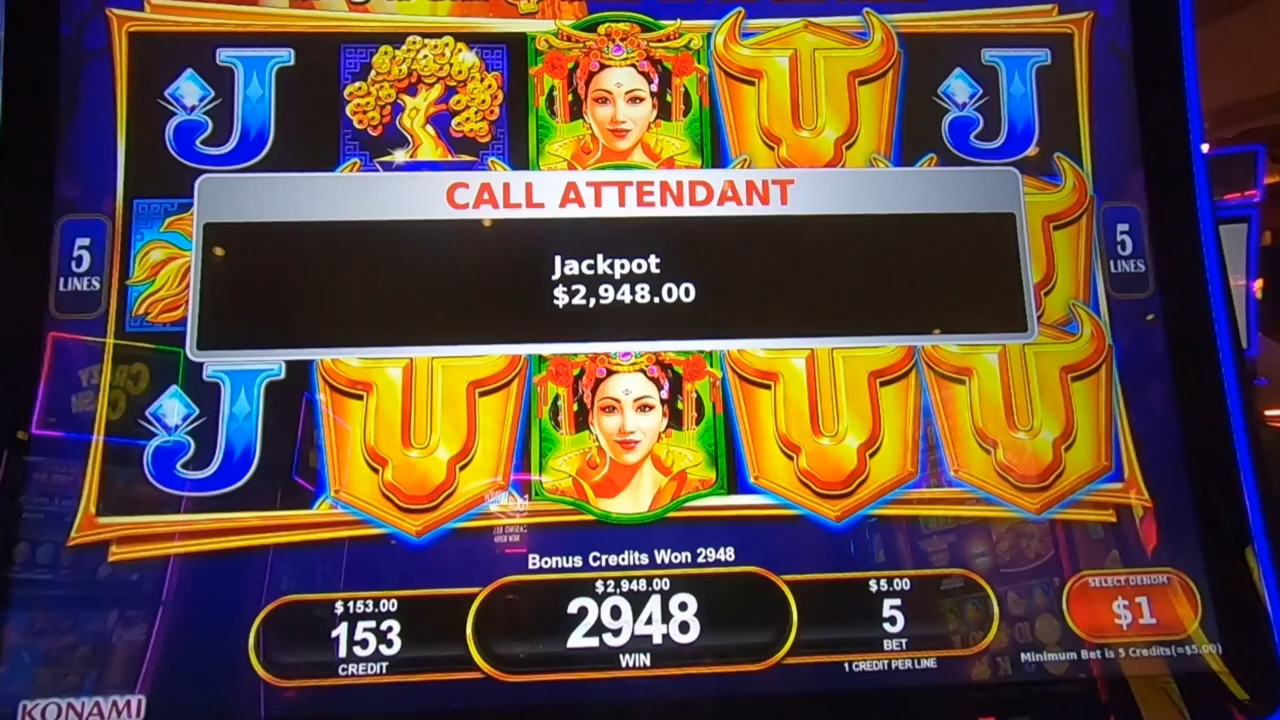 J
J
CALL ATTENDANT
Jackpot
$2,948.00
5
LINES
5
LINES
J
Bonus Credits Won 2948
$153.00
153
CREDIT
$2,948.00
2948
WIN
$5.00
5
BET
1 CREDIT PER LINE
SELECT DENOM
$1
Minimum Bet is 5 Credits(=$5.00)
KONAMI